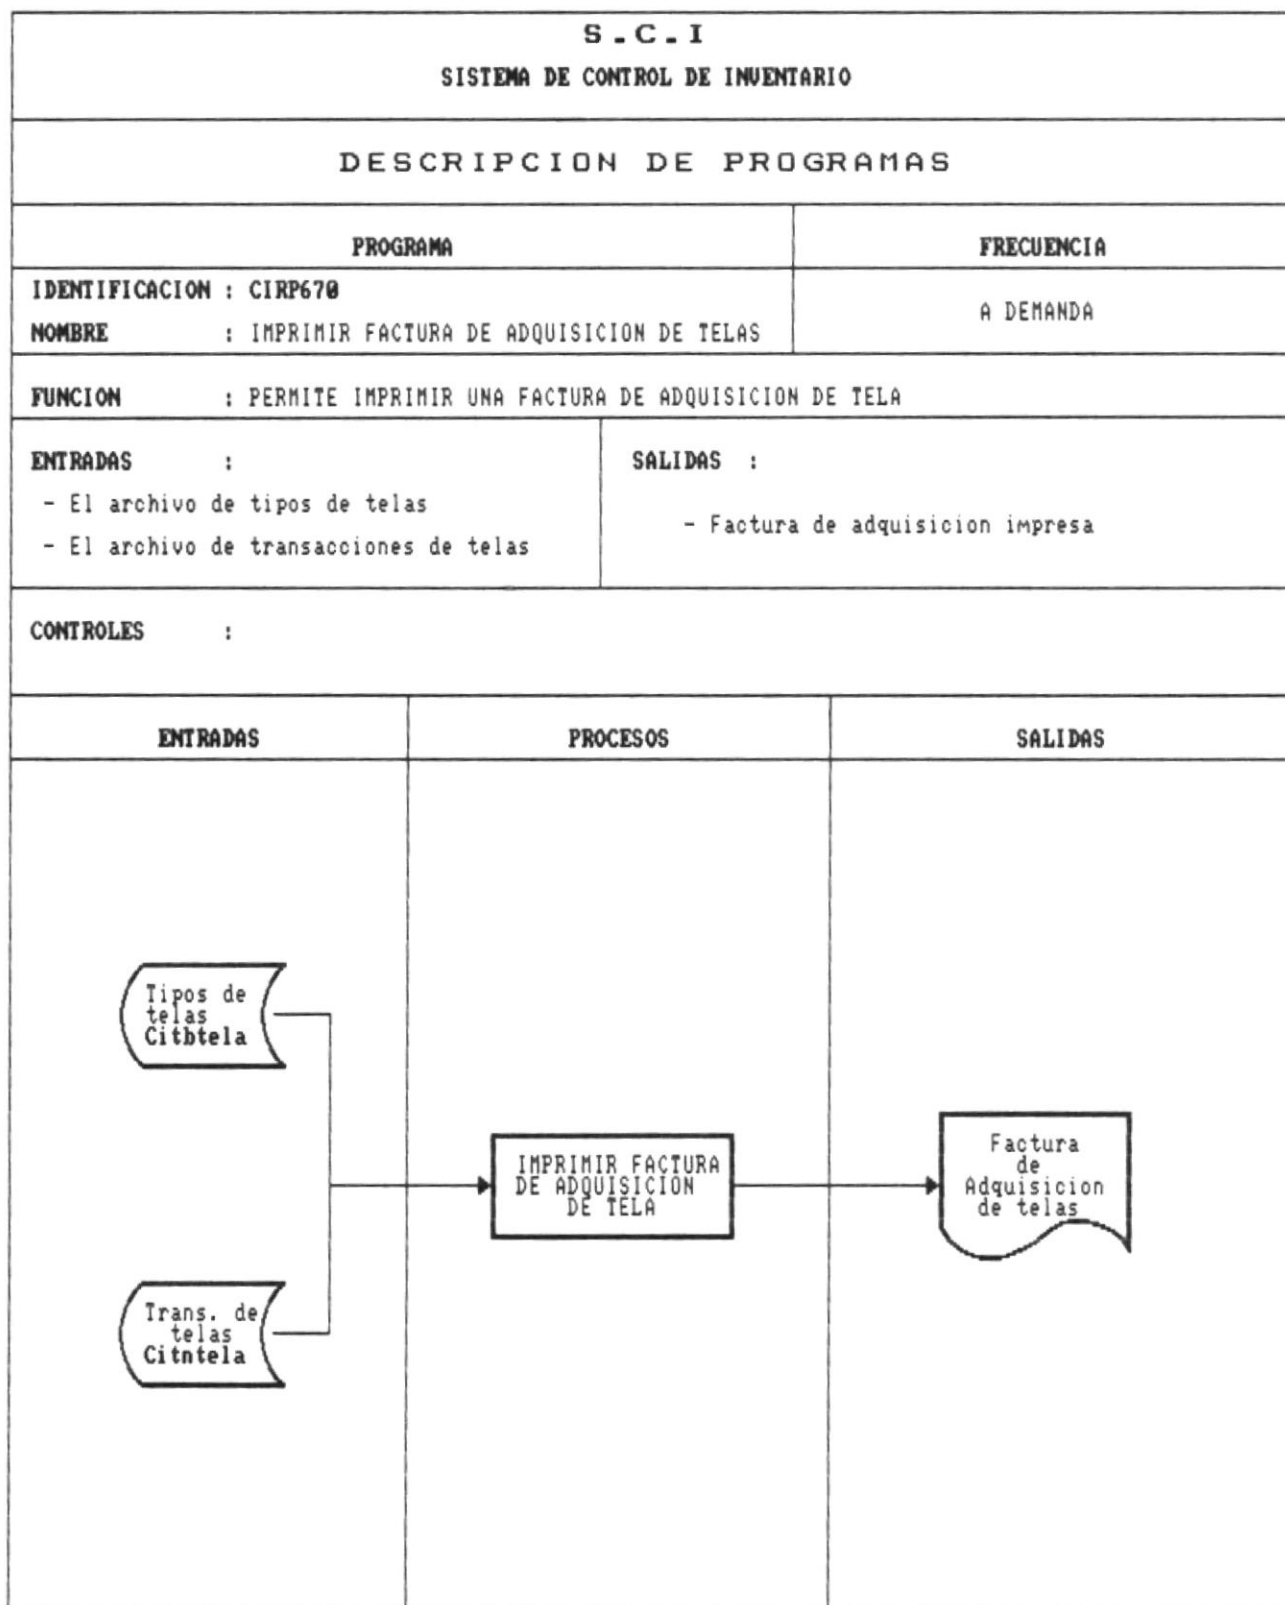 S.C.I
SISTEMA DE CONTROL DE INVENTARIO
DESCRIPCION DE PROGRAMAS
PROGRAMA
FRECUENCIA
IDENTIFICACION : CIRP670
NOMBRE : IMPRIMIR FACTURA DE ADQUISICION DE TELAS
A DEMANDA
FUNCION : PERMITE IMPRIMIR UNA FACTURA DE ADQUISICION DE TELA
ENTRADAS :
- El archivo de tipos de telas
- El archivo de transacciones de telas
SALIDAS :
- Factura de adquisicion impresa
CONTROLES :
ENTRADAS
PROCESOS
SALIDAS
Tipos de
telas
Citbtela
IMPRIMIR FACTURA
DE ADQUISICION
DE TELA
Factura
de
Adquisicion
de telas
Trans. de
telas
Citntela